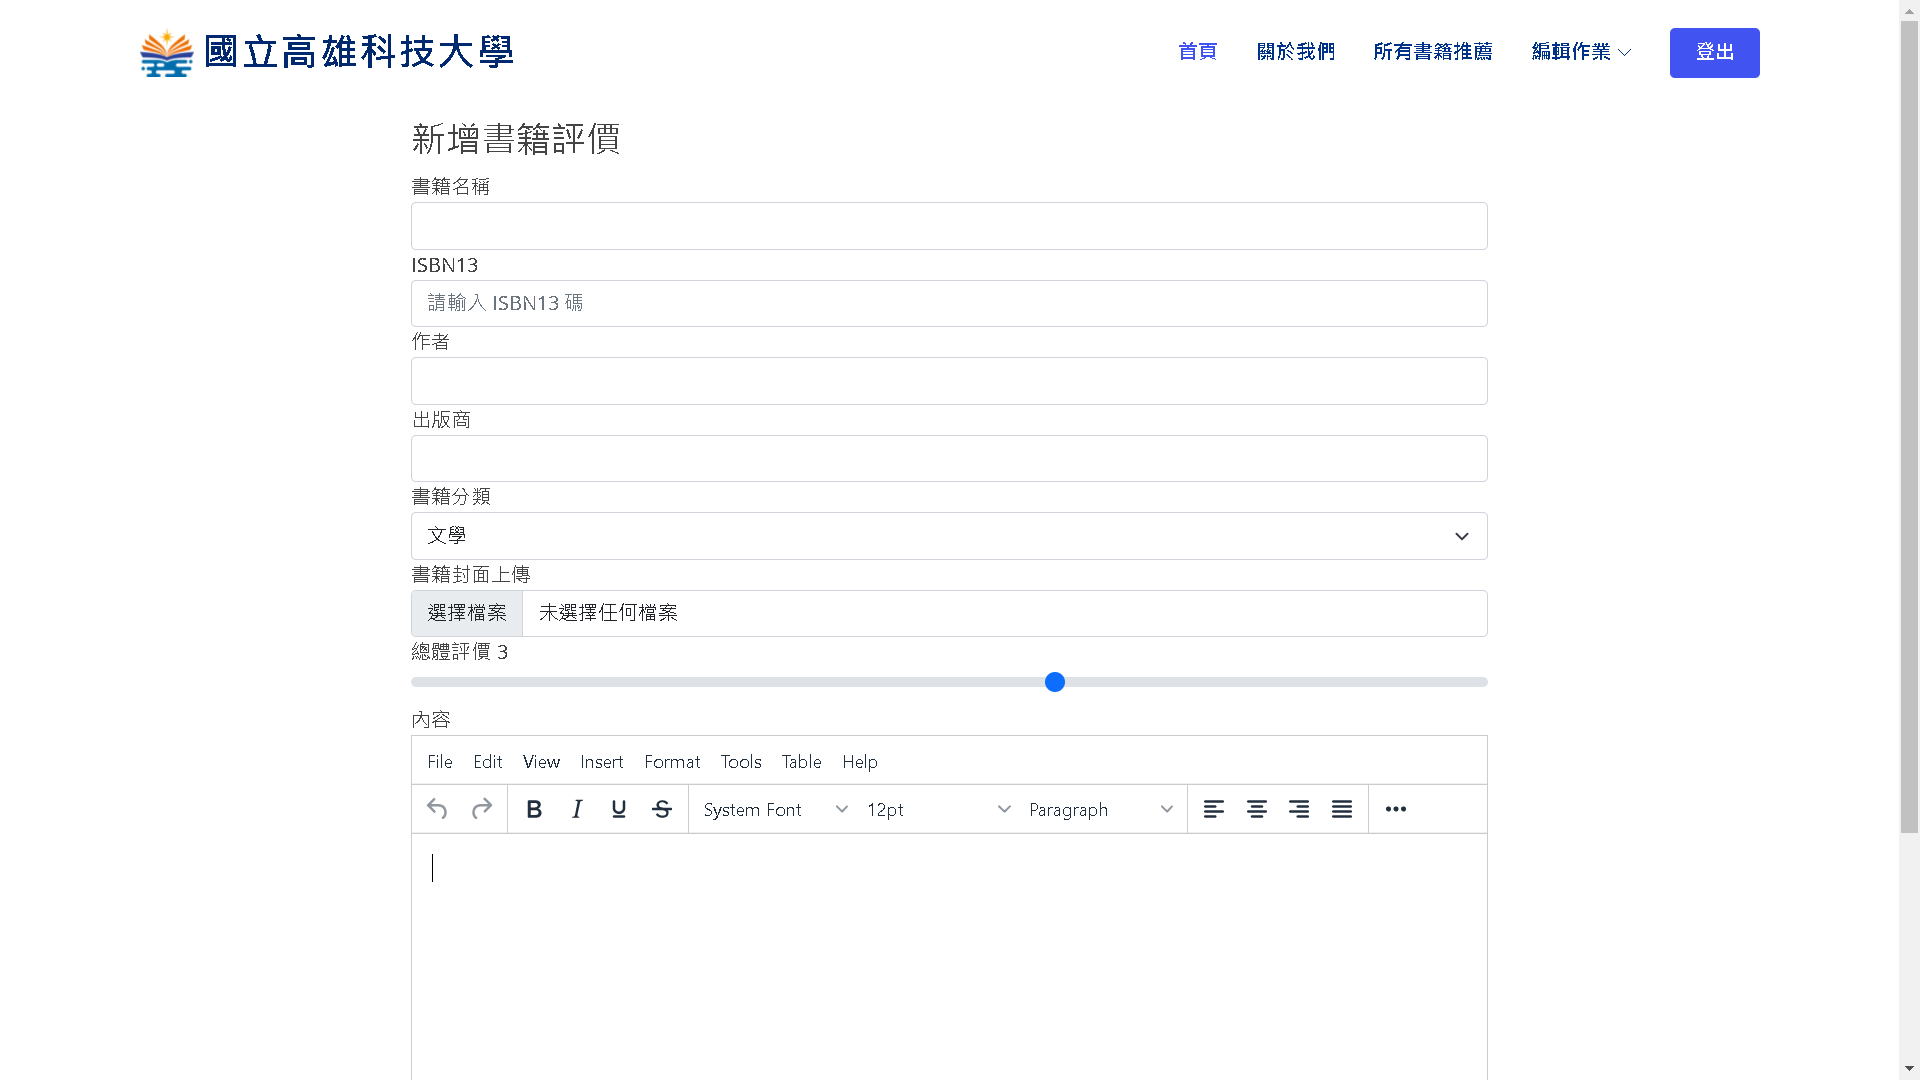 國立高雄科技大學
首頁 關於我們 所有書籍推薦 編輯作業 登出
新增書籍評價
書籍名稱
ISBN13
請輸入 ISBN13 碼
作者
出版商
書籍分類
文學
書籍封面上傳
選擇檔案 未選擇任何檔案
總體評價 3
內容
File Edit View Insert Format Tools Table Help
B I U S System Font 12pt Paragraph